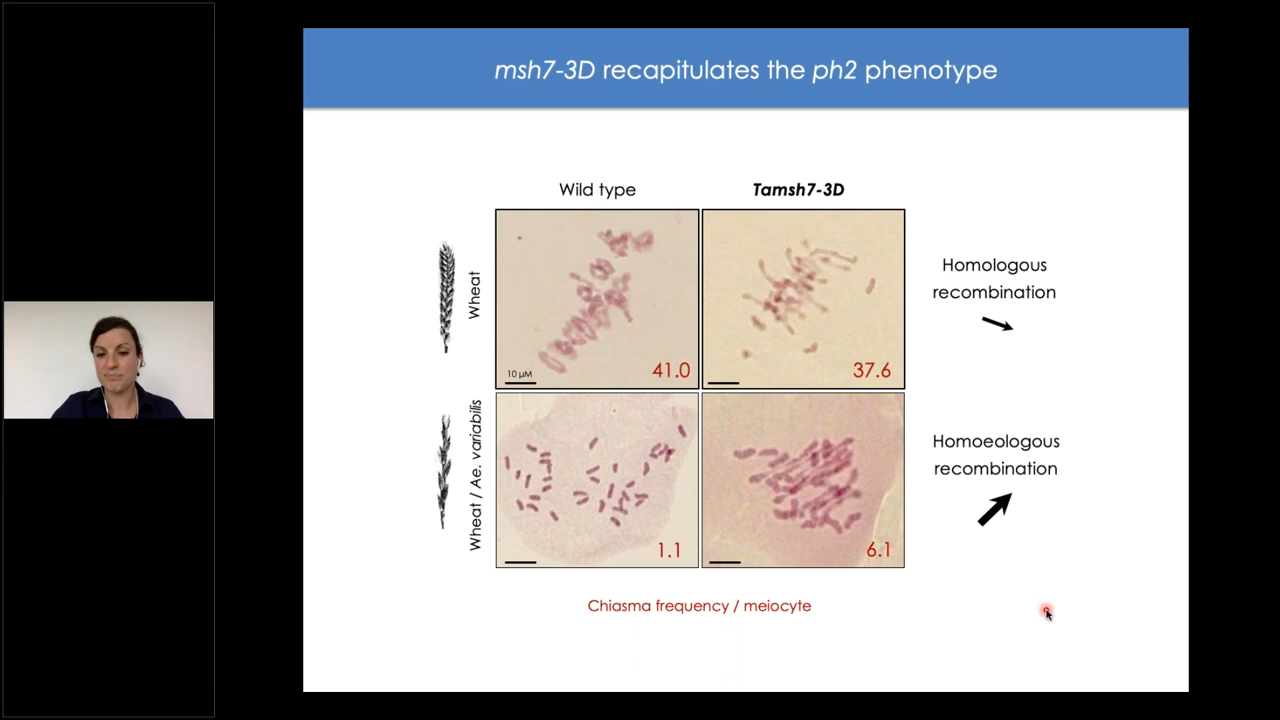 msh7-3D recapitulates the ph2 phenotype
Wild type
Tamsh7-3D
Wheat
10 µM
41.0
37.6
Homologous
recombination
Wheat / Ae. variabilis
1.1
6.1
Homoeologous
recombination
Chiasma frequency / meiocyte